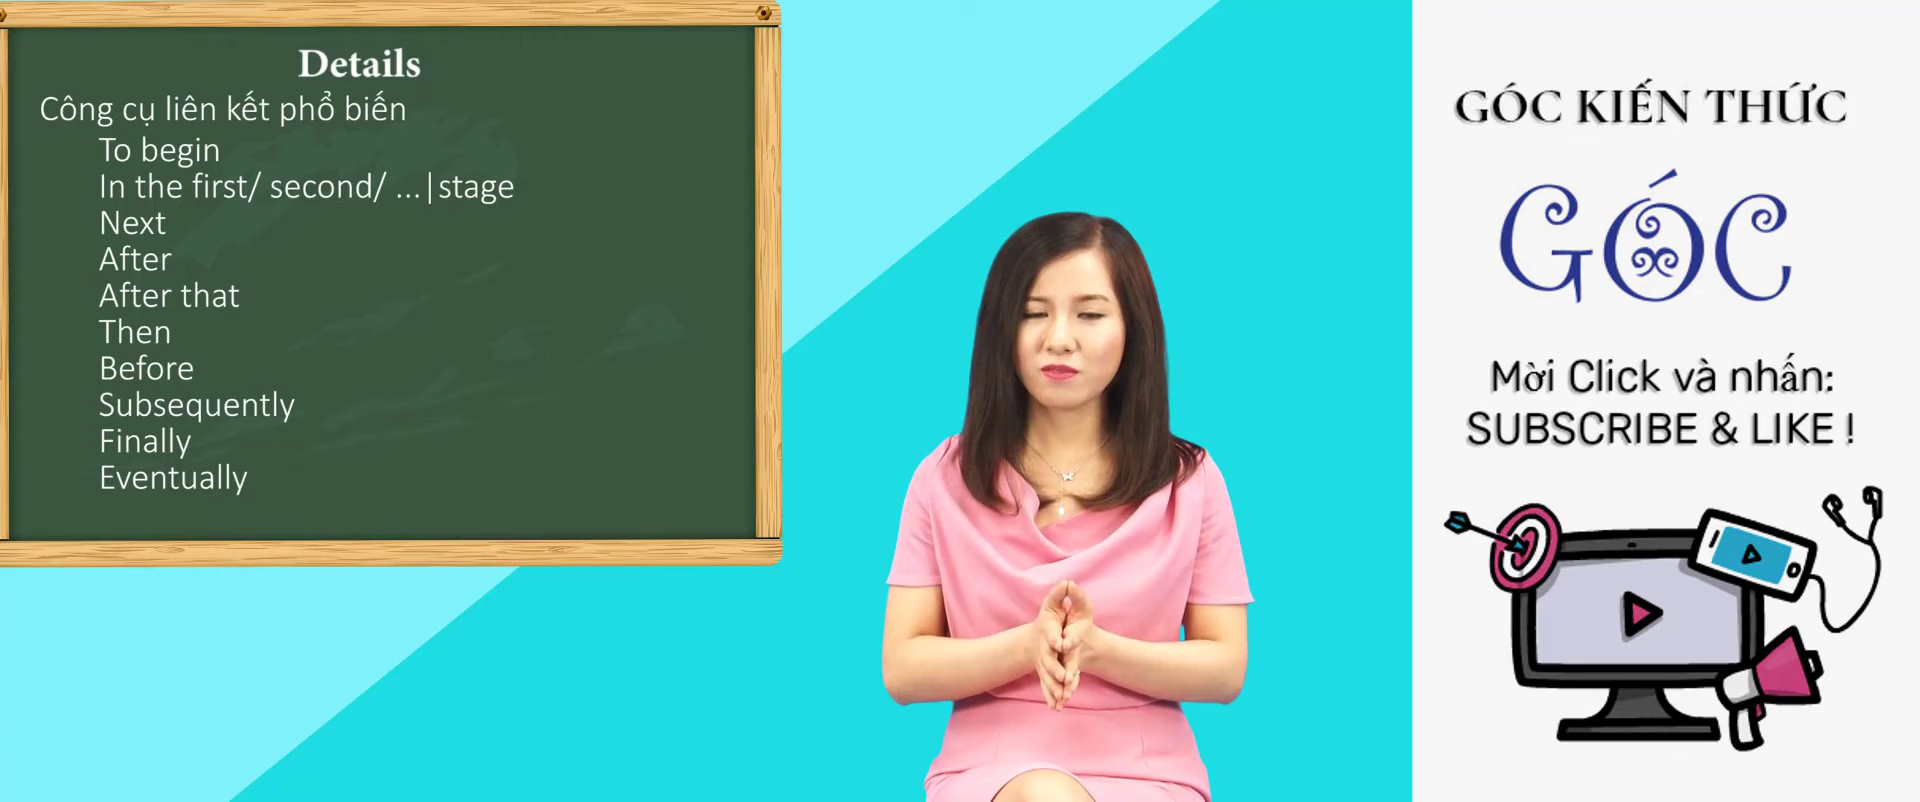 Details
Công cụ liên kết phổ biến
To begin
In the first/ second/ ...|stage
Next
After
After that
Then
Before
Subsequently
Finally
Eventually
GÓC KIẾN THỨC
GÓC
Mời Click và nhấn:
SUBSCRIBE & LIKE !